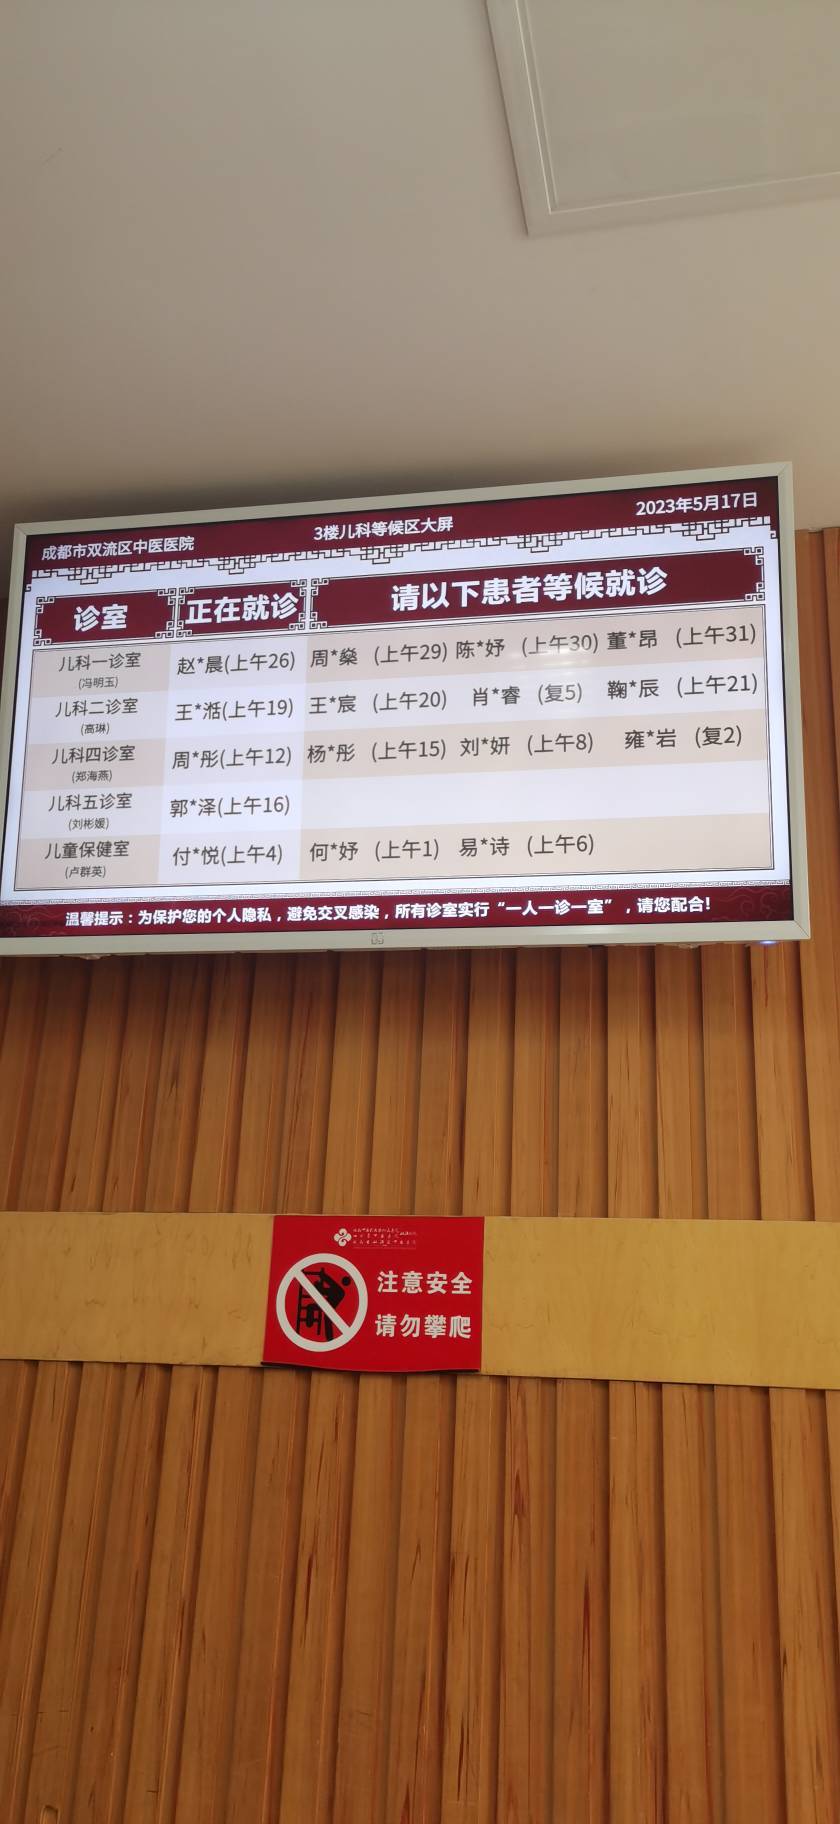 成都市双流区中医医院 3楼儿科等候区大屏 2023年5月17日
诊室 正在就诊 请以下患者等候就诊
儿科一诊室 赵*晨(上午26) 周*燊 (上午29) 陈*妤 (上午30) 董*昂 (上午31)
(冯明玉)
儿科二诊室 王*湉(上午19) 王*宸 (上午20) 肖*睿 (复5) 鞠*辰 (上午21)
(高琳)
儿科四诊室 周*彤(上午12) 杨*彤 (上午15) 刘*妍 (上午8) 雍*岩 (复2)
(郑海燕)
儿科五诊室 郭*泽(上午16)
(刘彬媛)
儿童保健室 付*悦(上午4) 何*妤 (上午1) 易*诗 (上午6)
(卢群英)
温馨提示：为保护您的个人隐私，避免交叉感染，所有诊室实行“一人一诊一室”，请您配合!
注意安全
请勿攀爬